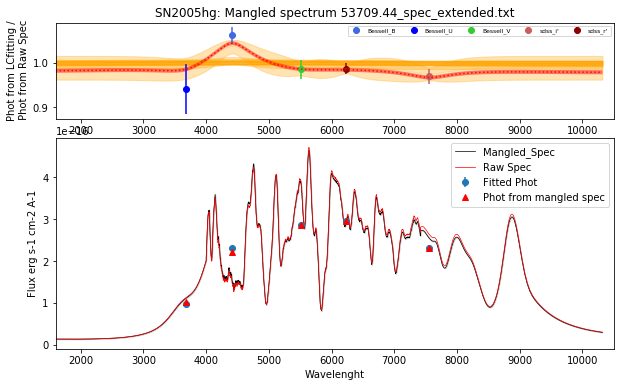 SN2005hg: Mangled spectrum 53709.44_spec_extended.txt
Phot from LCfitting /
Phot from Raw Spec
1.0
0.9
Bessell_B
Bessell_U
Bessell_V
sdss_i'
sdss_r'
2000 3000 4000 5000 6000 7000 8000 9000 10000
1e−16
Flux erg s-1 cm-2 A-1
4
3
2
1
0
Mangled_Spec
Raw Spec
Fitted Phot
Phot from mangled spec
2000 3000 4000 5000 6000 7000 8000 9000 10000
Wavelenght